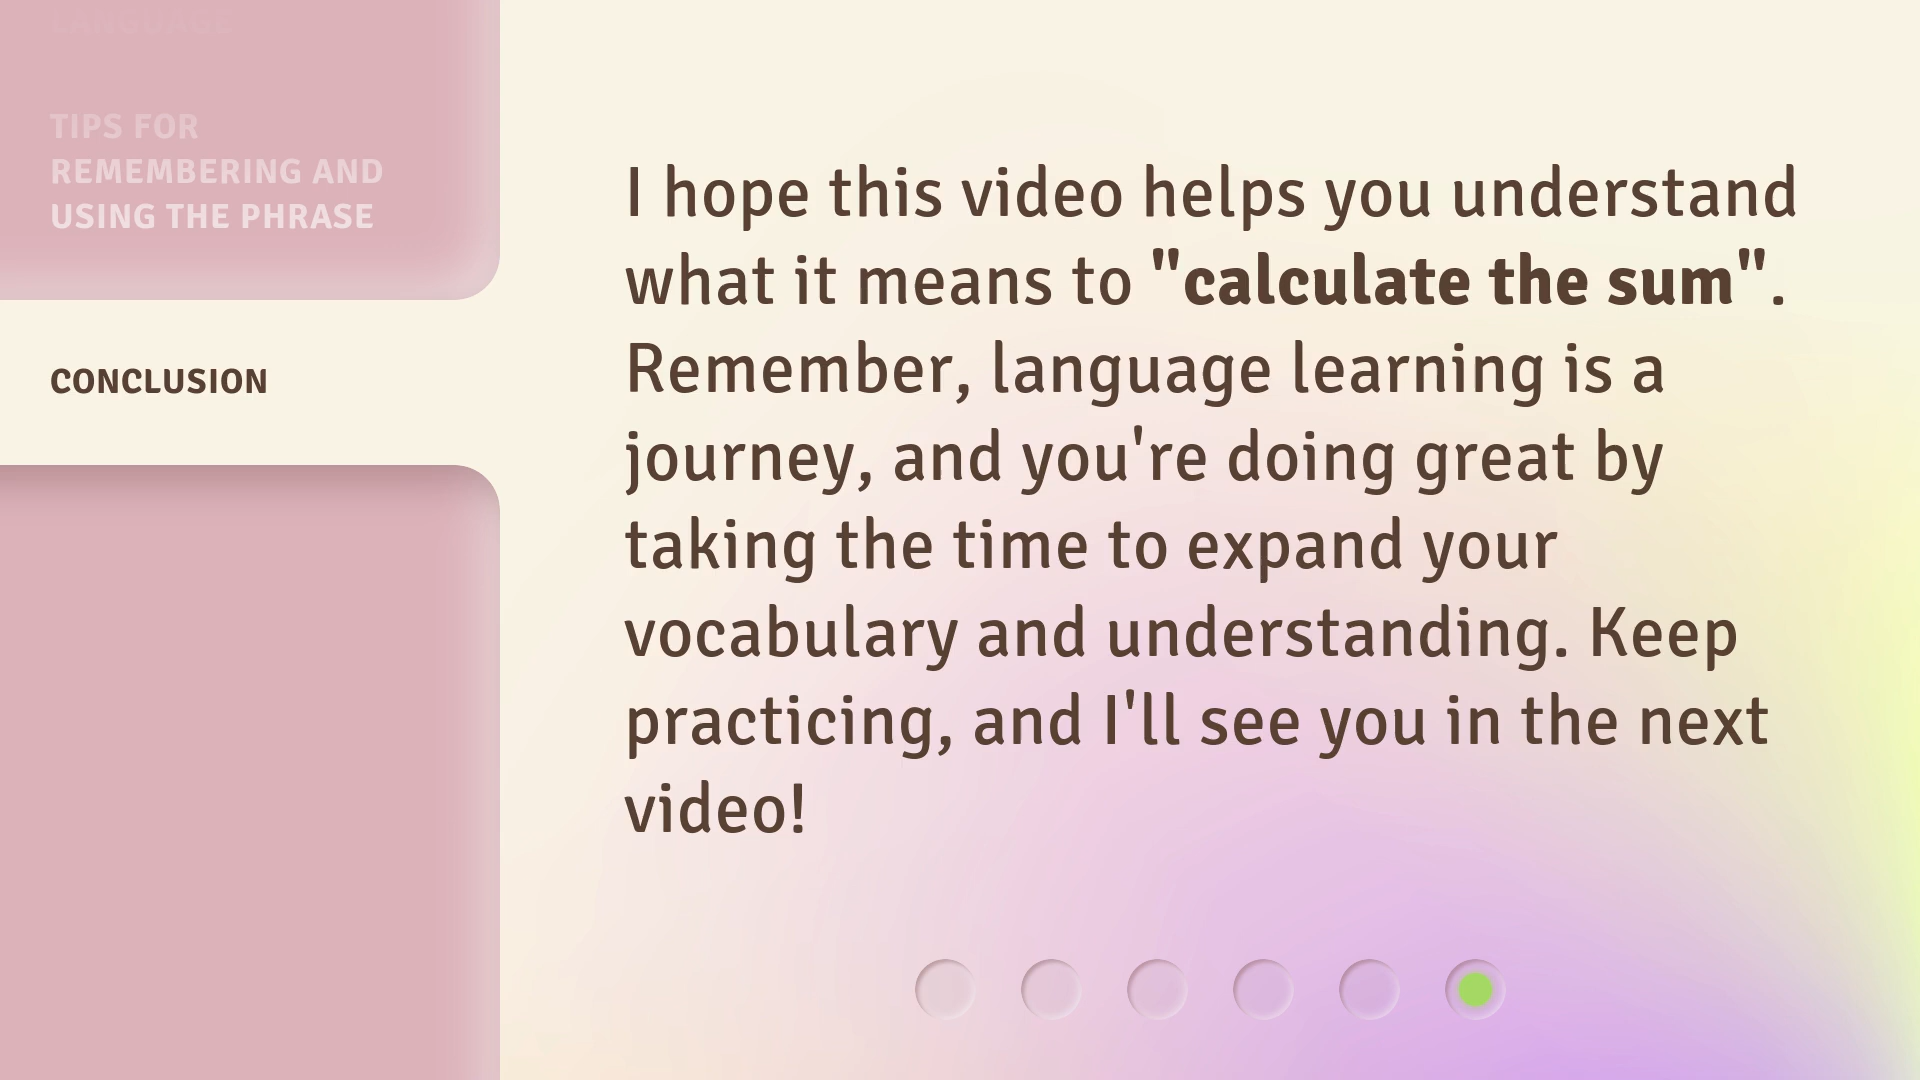 LANGUAGE
TIPS FOR
REMEMBERING AND
USING THE PHRASE
CONCLUSION
I hope this video helps you understand
what it means to "calculate the sum".
Remember, language learning is a
journey, and you're doing great by
taking the time to expand your
vocabulary and understanding. Keep
practicing, and I'll see you in the next
video!